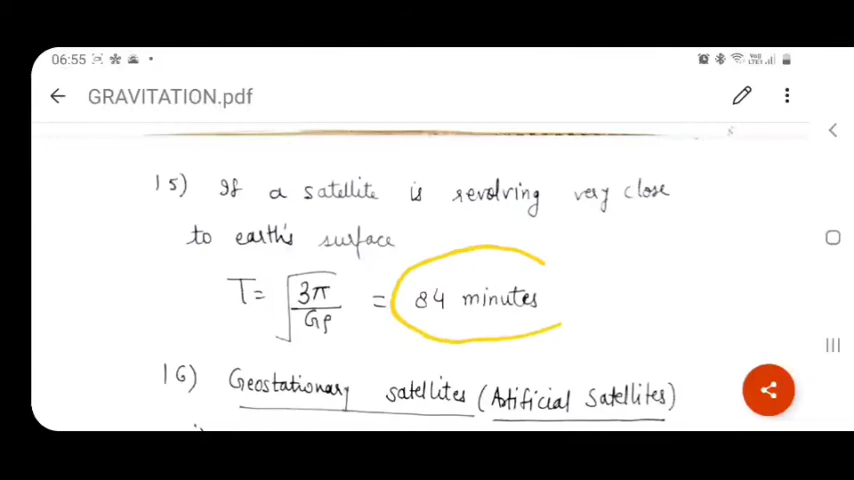 06:55
GRAVITATION.pdf
15) If a satellite is revolving very close
to earth's surface
T = √(3π/Gρ) = 84 minutes
16) Geostationary satellites (Artificial Satellites)